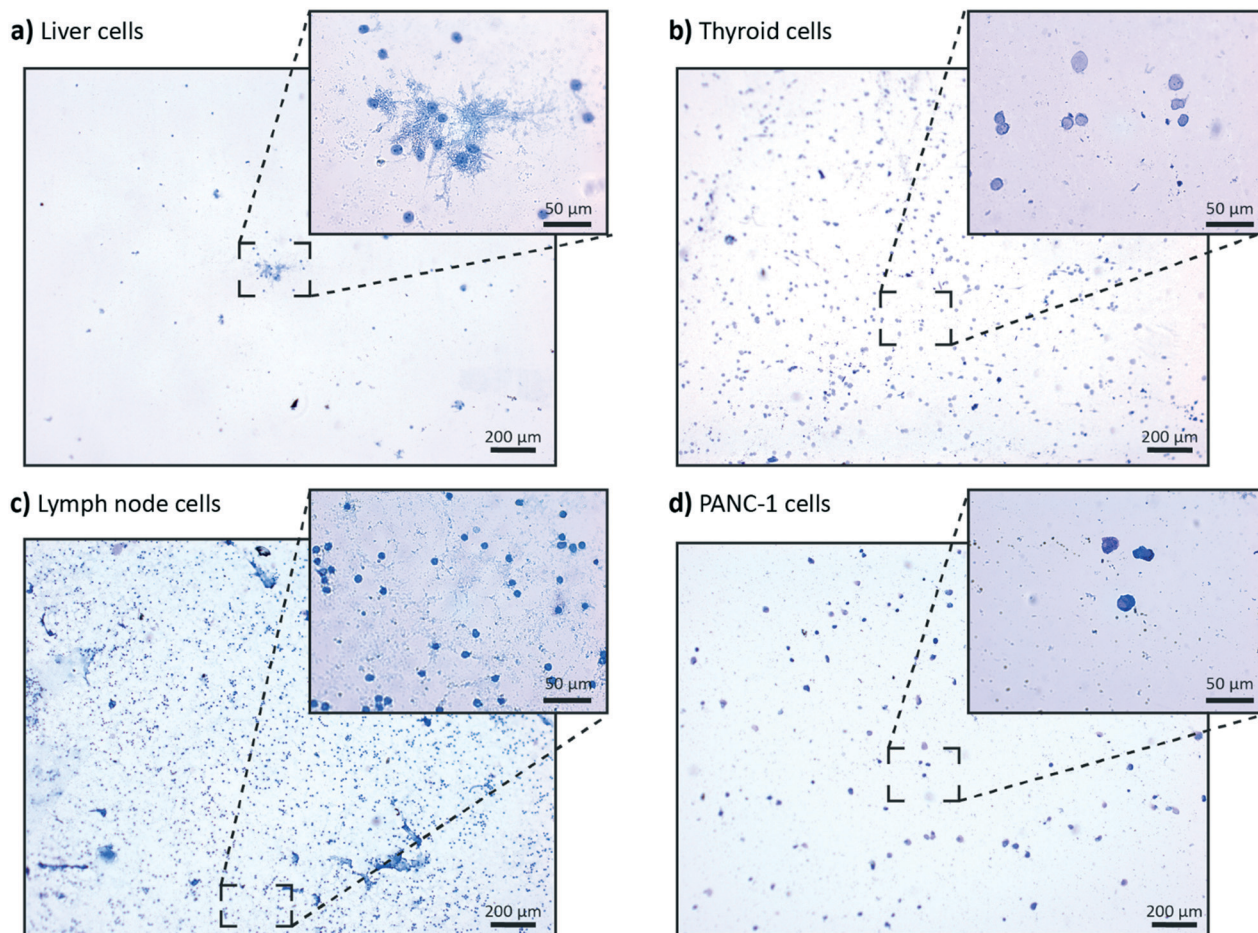 a) Liver cells
50 µm
200 µm
b) Thyroid cells
50 µm
200 µm
c) Lymph node cells
50 µm
200 µm
d) PANC-1 cells
50 µm
200 µm